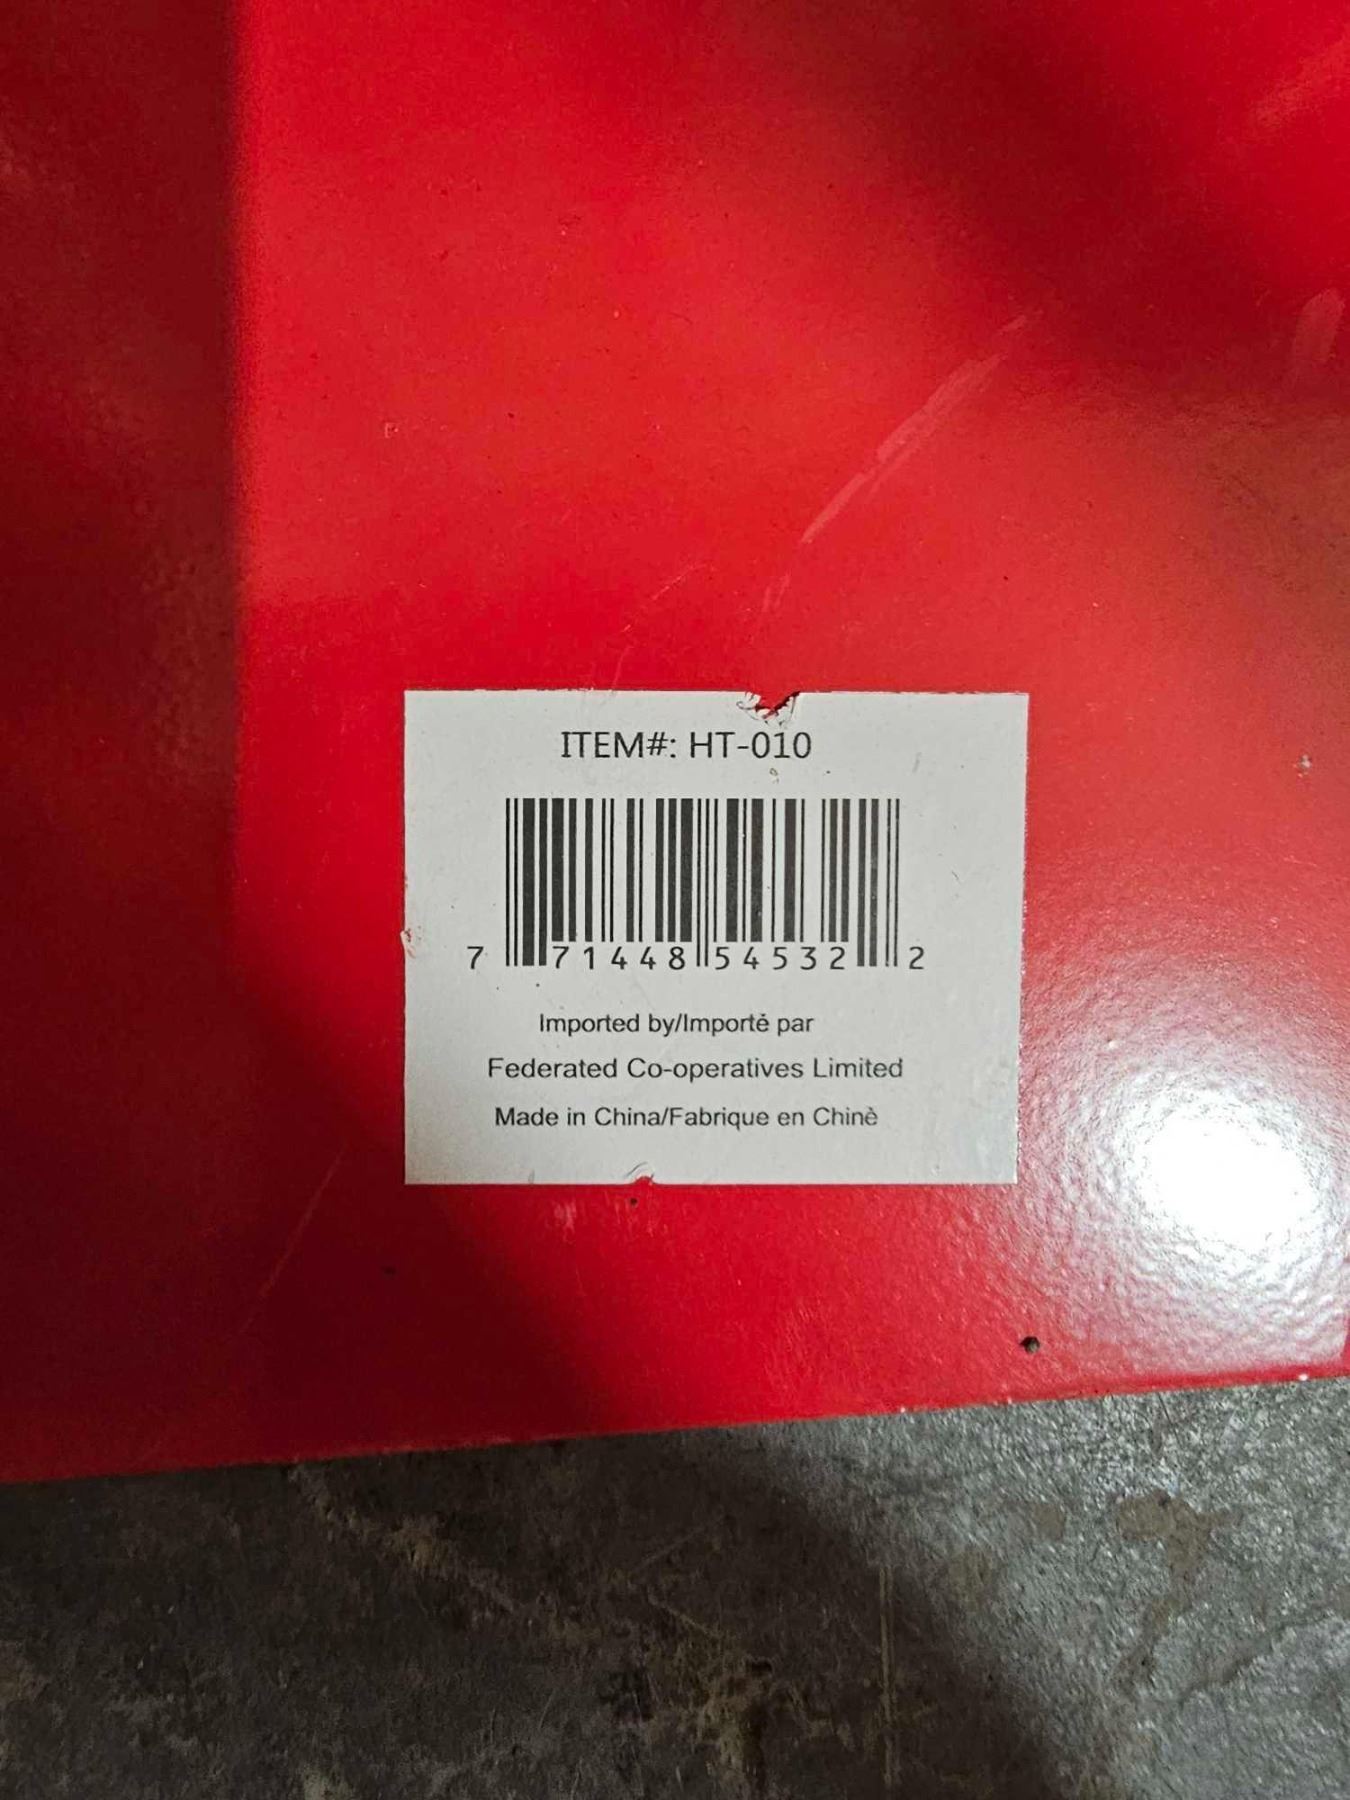 ITEM#: HT-010
7 71448 54532 2
Imported by/Importé par
Federated Co-operatives Limited
Made in China/Fabrique en Chinè